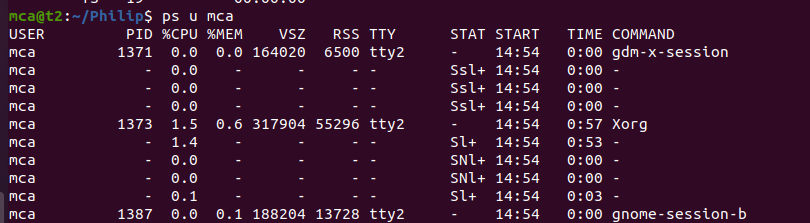 mca@t2:~/Philip$ ps u mca
USER PID %CPU %MEM VSZ RSS TTY STAT START TIME COMMAND
mca 1371 0.0 0.0 164020 6500 tty2 - 14:54 0:00 gdm-x-session
mca - 0.0 - - - - Ssl+ 14:54 0:00 -
mca - 0.0 - - - - Ssl+ 14:54 0:00 -
mca - 0.0 - - - - Ssl+ 14:54 0:00 -
mca 1373 1.5 0.6 317904 55296 tty2 - 14:54 0:57 Xorg
mca - 1.4 - - - - Sl+ 14:54 0:53 -
mca - 0.0 - - - - SNl+ 14:54 0:00 -
mca - 0.0 - - - - SNl+ 14:54 0:00 -
mca - 0.1 - - - - Sl+ 14:54 0:03 -
mca 1387 0.0 0.1 188204 13728 tty2 - 14:54 0:00 gnome-session-b